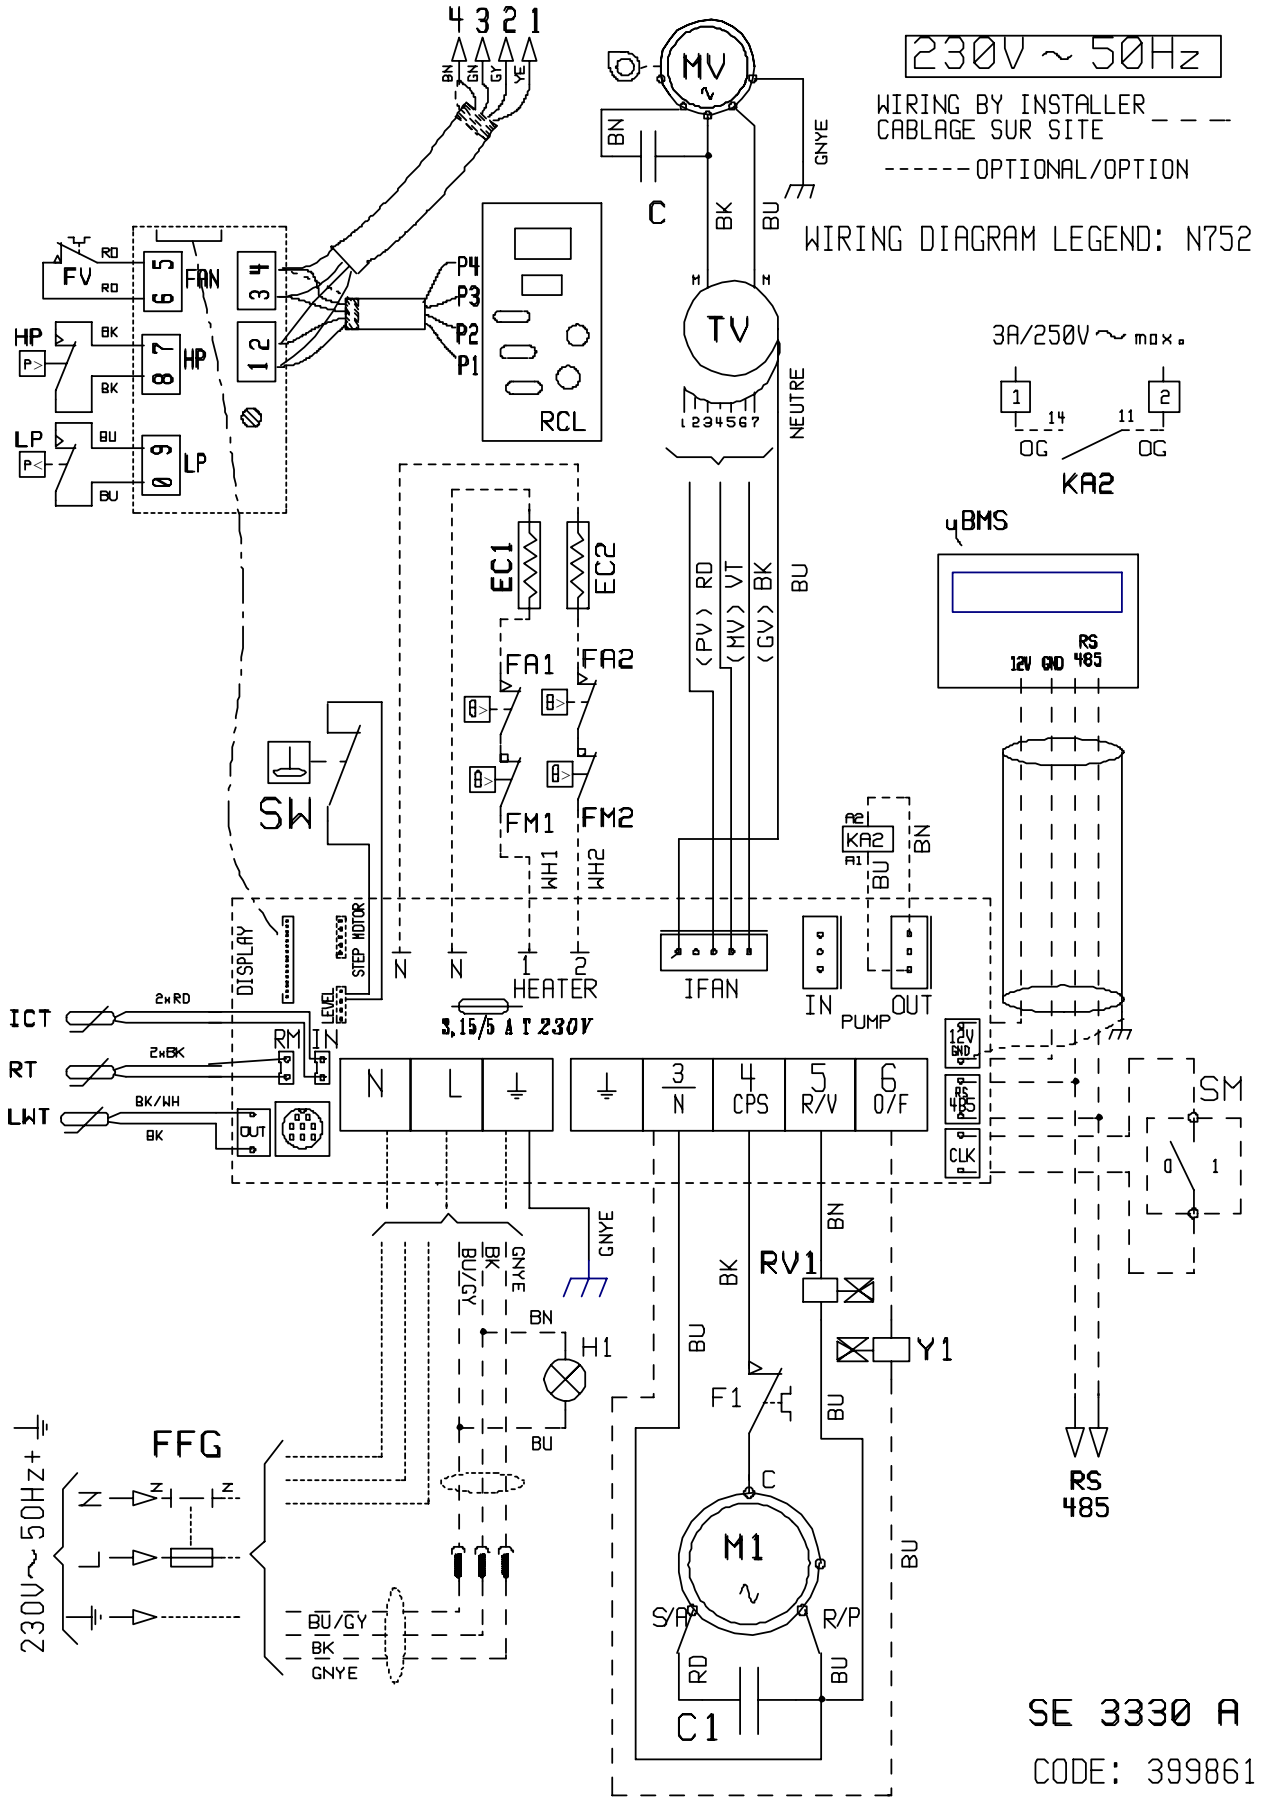 4 3 2 1
BN GN GY YE
MV
230V ~ 50Hz
WIRING BY INSTALLER
CABLAGE SUR SITE
OPTIONAL/OPTION
WIRING DIAGRAM LEGEND: N752
BN
GNYE
C
BK
BU
FV
RD
RD
6 5
FAN
3 4
HP
P>
BK
BK
8 7
HP
1 2
LP
P<
BU
BU
0 9
LP
P4
P3
P2
P1
RCL
M
M
TV
1234567
NEUTRE
3A/250V ~ max.
1
14
11
2
OG
OG
KA2
EC1
EC2
(PV) RD
(MV) VT
(GV) BK
BU
µBMS
12V GND RS
485
FA1
FA2
θ>
θ>
θ>
θ>
FM1
FM2
SW
WH1
WH2
A2
KA2
A1
BU
BN
DISPLAY
STEP MOTOR
LEVEL
N
N
1
2
HEATER
IFAN
IN
OUT
PUMP
3,15/5 A T 230V
ICT
2xRD
RM IN
RT
2xBK
LWT
BK/WH
BK
OUT
N
L
3
N
4
CPS
5
R/V
6
O/F
12V
GND
RS
485
CLK
SM
0
1
BU/GY
BK
GNYE
GNYE
BN
H1
BU
BK
BN
RV1
BU
Y1
F1
BU
C
M1
S/A
R/P
RD
BU
C1
BU
RS
485
FFG
230V~50Hz+
N
N
N
L
BU/GY
BK
GNYE
SE 3330 A
CODE: 399861